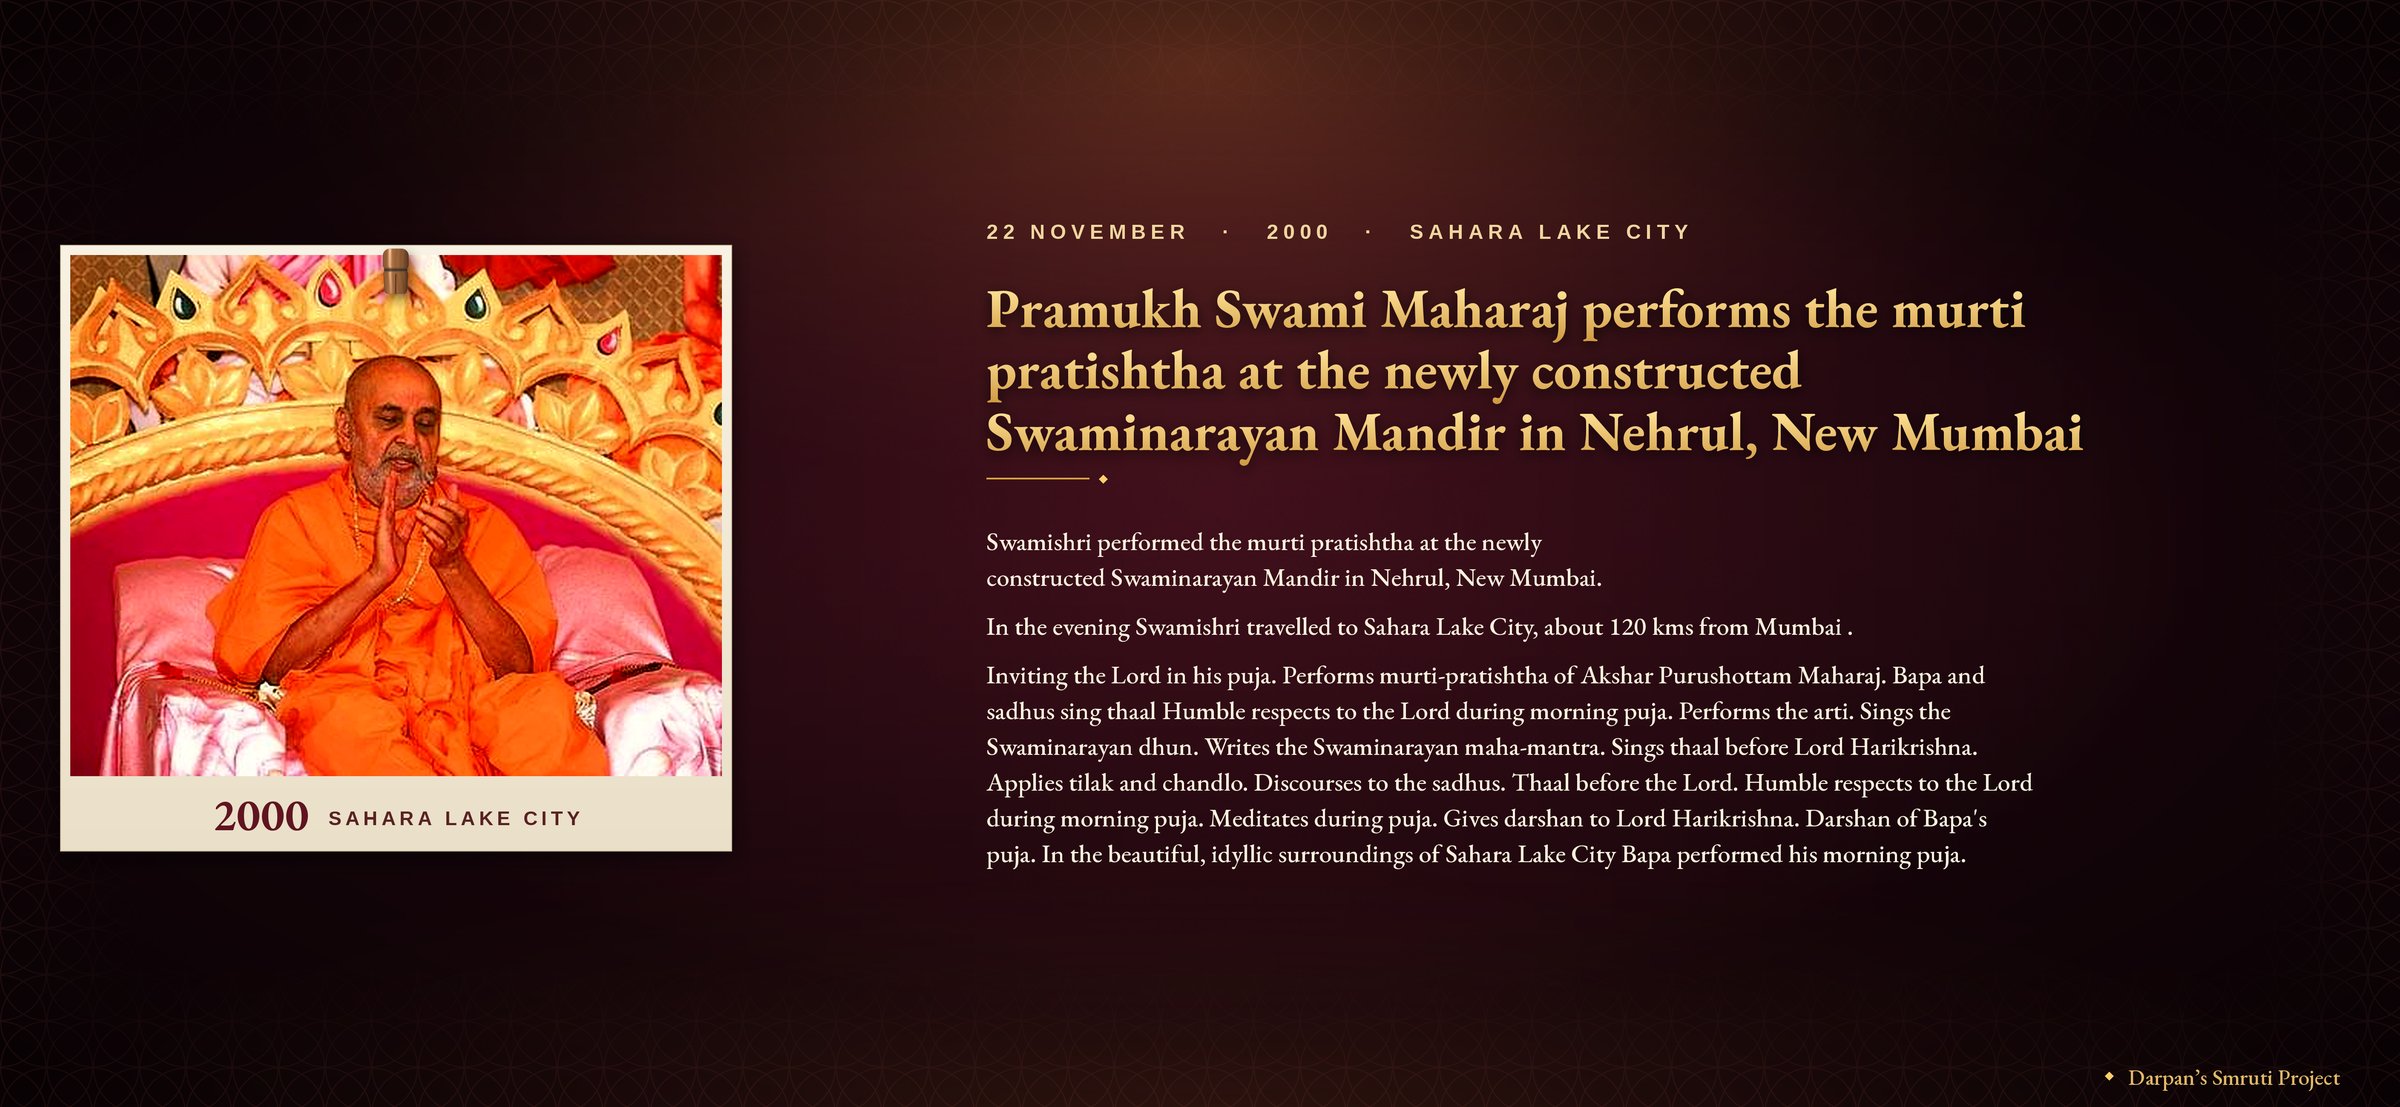 2000 SAHARA LAKE CITY
22 NOVEMBER · 2000 · SAHARA LAKE CITY
Pramukh Swami Maharaj performs the murti
pratishtha at the newly constructed
Swaminarayan Mandir in Nehrul, New Mumbai
Swamishri performed the murti pratishtha at the newly
constructed Swaminarayan Mandir in Nehrul, New Mumbai.
In the evening Swamishri travelled to Sahara Lake City, about 120 kms from Mumbai .
Inviting the Lord in his puja. Performs murti-pratishtha of Akshar Purushottam Maharaj. Bapa and
sadhus sing thaal Humble respects to the Lord during morning puja. Performs the arti. Sings the
Swaminarayan dhun. Writes the Swaminarayan maha-mantra. Sings thaal before Lord Harikrishna.
Applies tilak and chandlo. Discourses to the sadhus. Thaal before the Lord. Humble respects to the Lord
during morning puja. Meditates during puja. Gives darshan to Lord Harikrishna. Darshan of Bapa's
puja. In the beautiful, idyllic surroundings of Sahara Lake City Bapa performed his morning puja.
Darpan’s Smruti Project